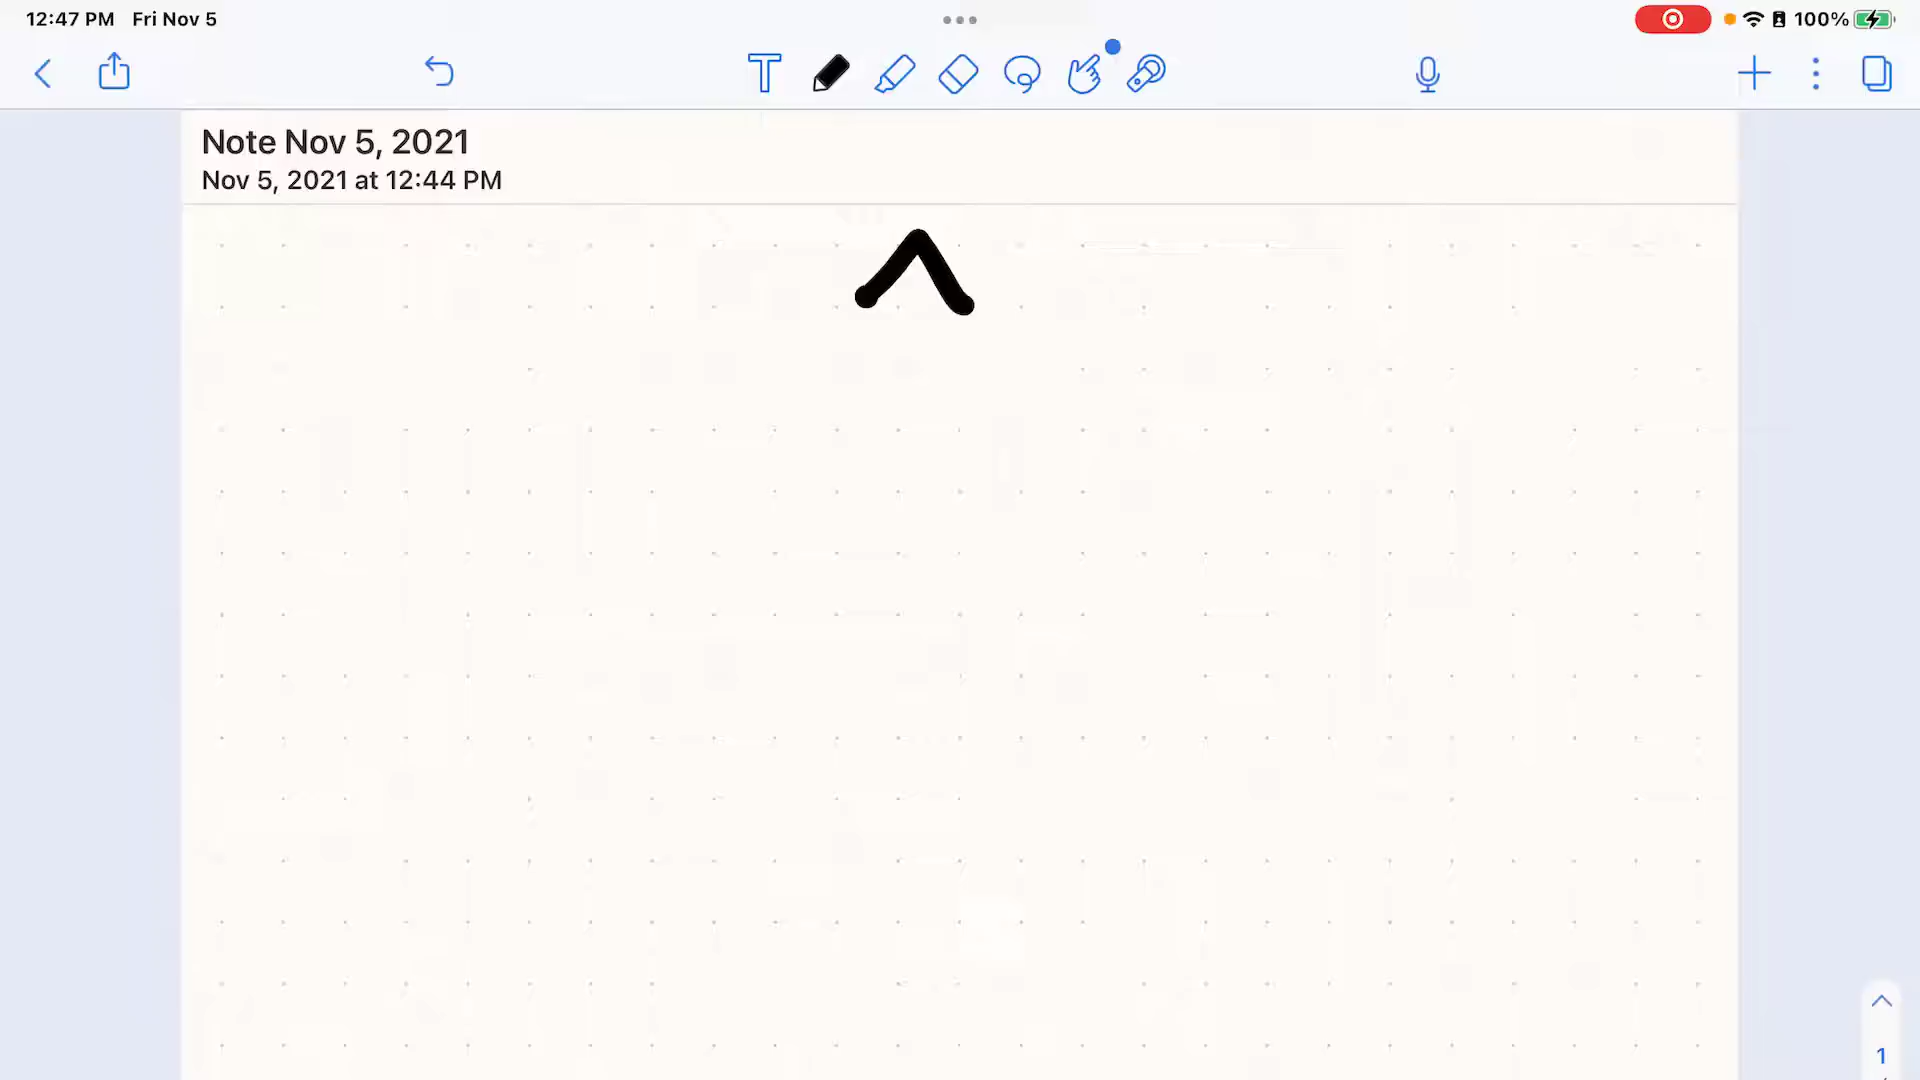 12:47 PM Fri Nov 5
100%
Note Nov 5, 2021
Nov 5, 2021 at 12:44 PM
1